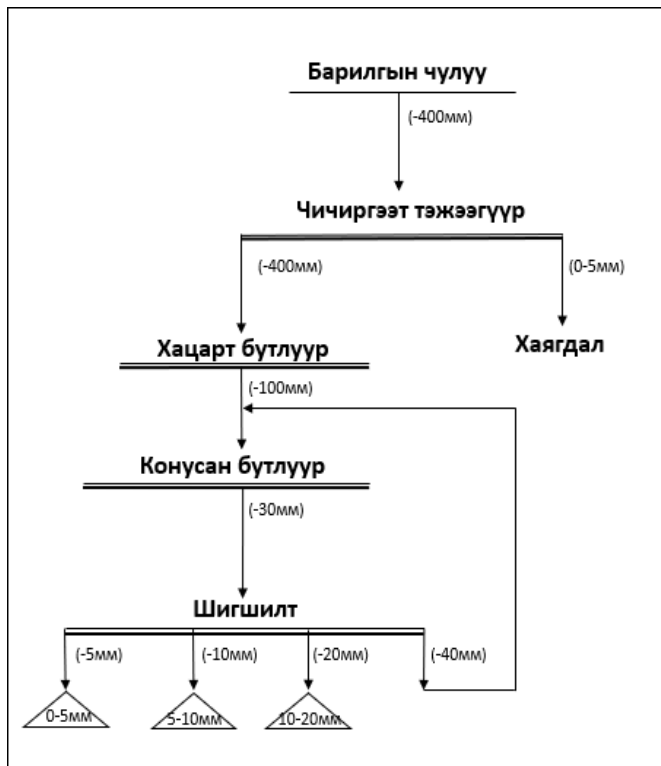 Барилгын чулуу
(-400мм)
Чичиргээт тэжээгүүр
(-400мм)
(0-5мм)
Хацарт бутлуур
Хаягдал
(-100мм)
Конусан бутлуур
(-30мм)
Шигшилт
(-5мм)
(-10мм)
(-20мм)
(-40мм)
0-5мм
5-10мм
10-20мм